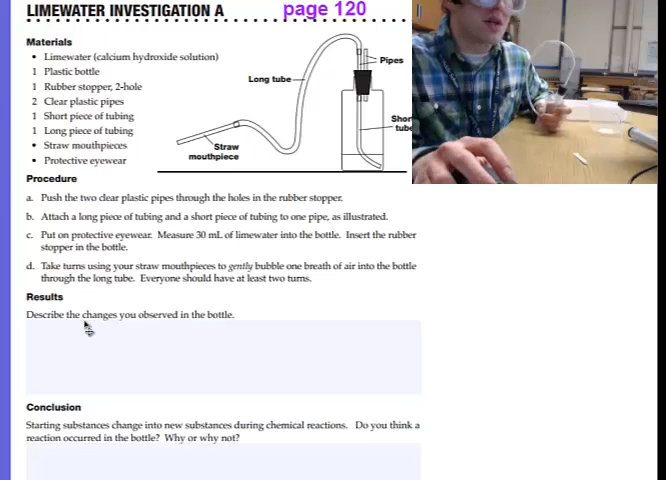 LIMEWATER INVESTIGATION A
page 120
Materials
• Limewater (calcium hydroxide solution)
1 Plastic bottle
1 Rubber stopper, 2-hole
2 Clear plastic pipes
1 Short piece of tubing
1 Long piece of tubing
• Straw mouthpieces
• Protective eyewear
Pipes
Long tube
Short
tube
Straw
mouthpiece
Procedure
a. Push the two clear plastic pipes through the holes in the rubber stopper.
b. Attach a long piece of tubing and a short piece of tubing to one pipe, as illustrated.
c. Put on protective eyewear. Measure 30 mL of limewater into the bottle. Insert the rubber
stopper in the bottle.
d. Take turns using your straw mouthpieces to gently bubble one breath of air into the bottle
through the long tube. Everyone should have at least two turns.
Results
Describe the changes you observed in the bottle.
Conclusion
Starting substances change into new substances during chemical reactions. Do you think a
reaction occurred in the bottle? Why or why not?